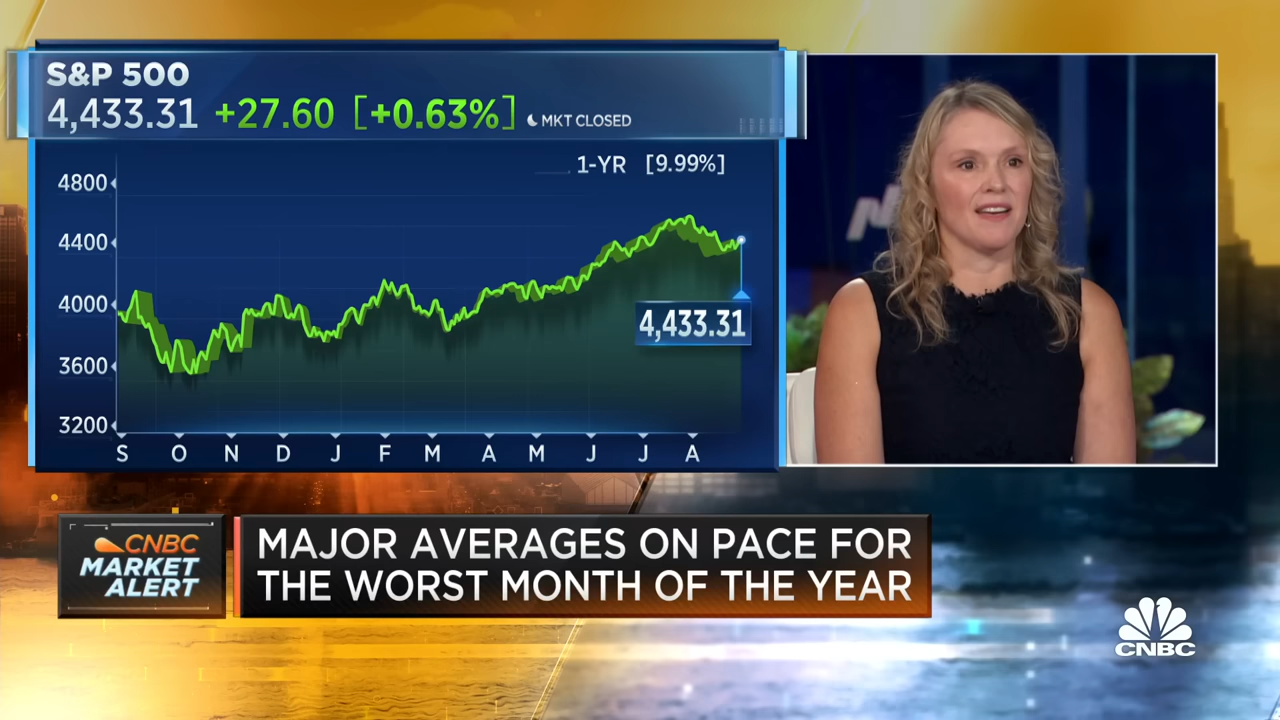 S&P 500
4,433.31 +27.60 [+0.63%] MKT CLOSED
1-YR [9.99%]
4800
4400
4000
3600
3200
4,433.31
S O N D J F M A M J J A
CNBC
MARKET
ALERT
MAJOR AVERAGES ON PACE FOR
THE WORST MONTH OF THE YEAR
CNBC